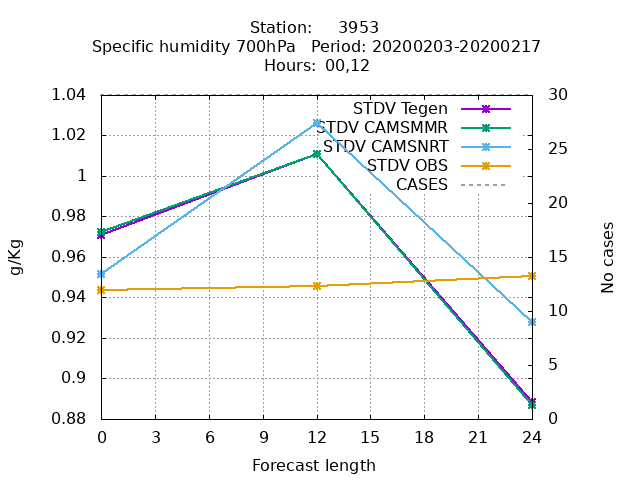 Station: 3953
Specific humidity 700hPa Period: 20200203-20200217
Hours: 00,12
1.04
1.02
1
0.98
0.96
0.94
0.92
0.9
0.88
30
25
20
15
10
5
0
STDV Tegen
STDV CAMSMMR
STDV CAMSNRT
STDV OBS
CASES
g/Kg
No cases
0 3 6 9 12 15 18 21 24
Forecast length